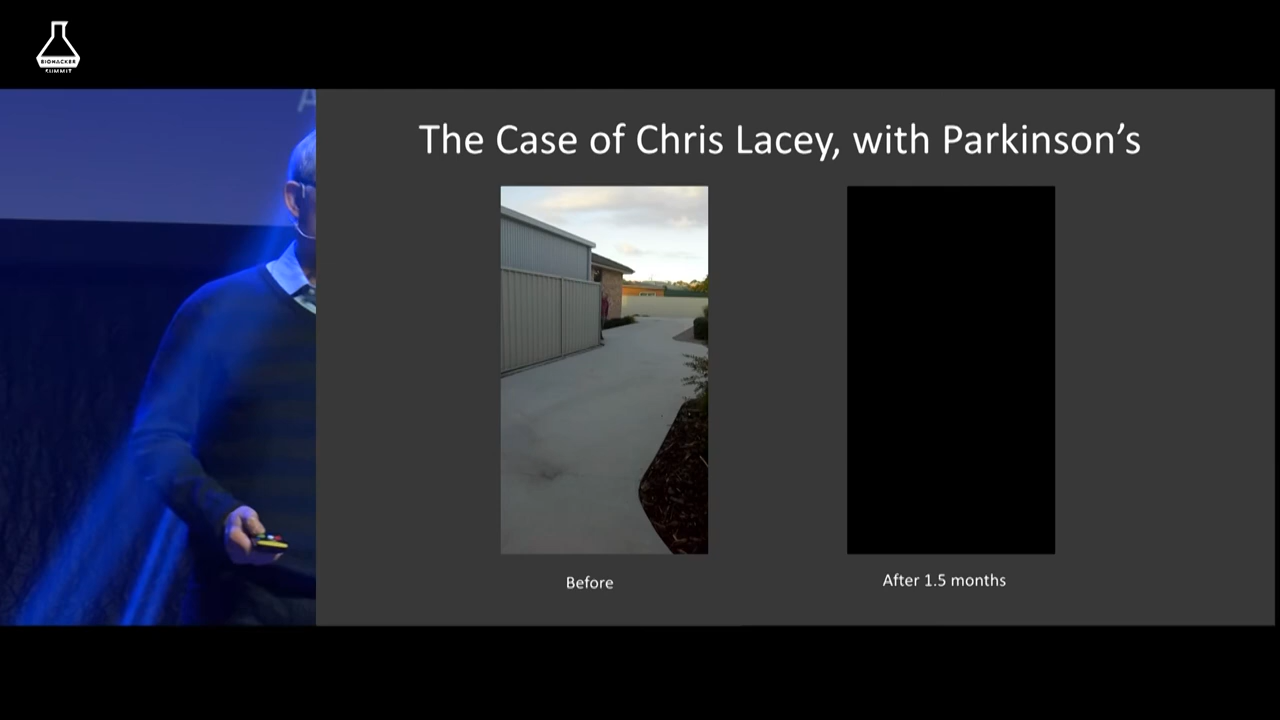 BIOHACKER
SUMMIT
The Case of Chris Lacey, with Parkinson’s
Before
After 1.5 months